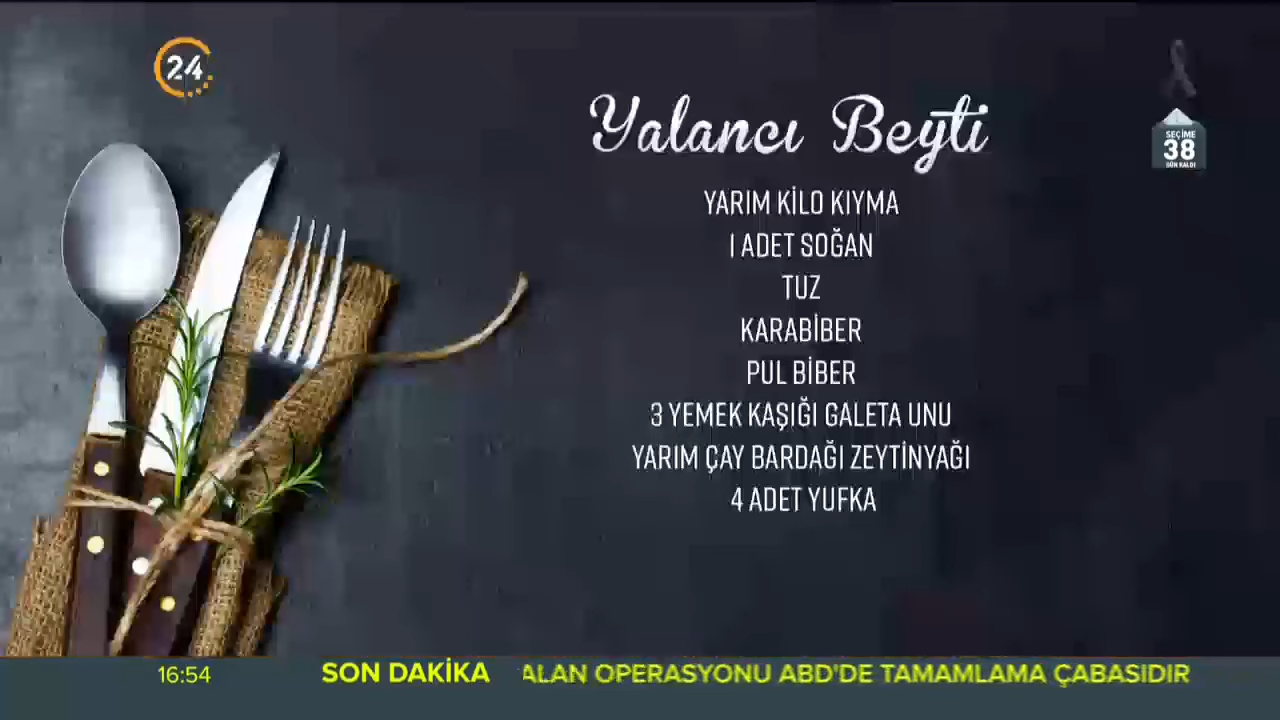 24
Yalancı Beyti
SEÇİME
38
GÜN KALDI
YARIM KİLO KIYMA
1 ADET SOĞAN
TUZ
KARABİBER
PUL BİBER
3 YEMEK KAŞIĞI GALETA UNU
YARIM ÇAY BARDAĞI ZEYTİNYAĞI
4 ADET YUFKA
16:54 SON DAKİKA ALAN OPERASYONU ABD'DE TAMAMLAMA ÇABASIDIR